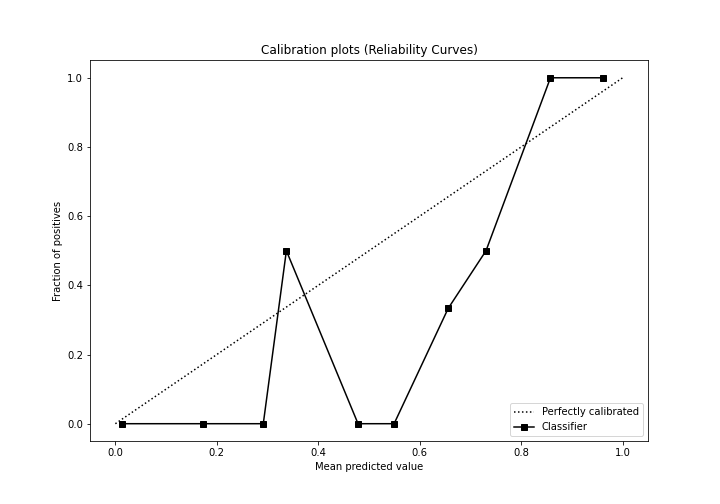 Calibration plots (Reliability Curves)
1.0
0.8
0.6
0.4
0.2
0.0
Fraction of positives
0.0 0.2 0.4 0.6 0.8 1.0
Mean predicted value
Perfectly calibrated
Classifier